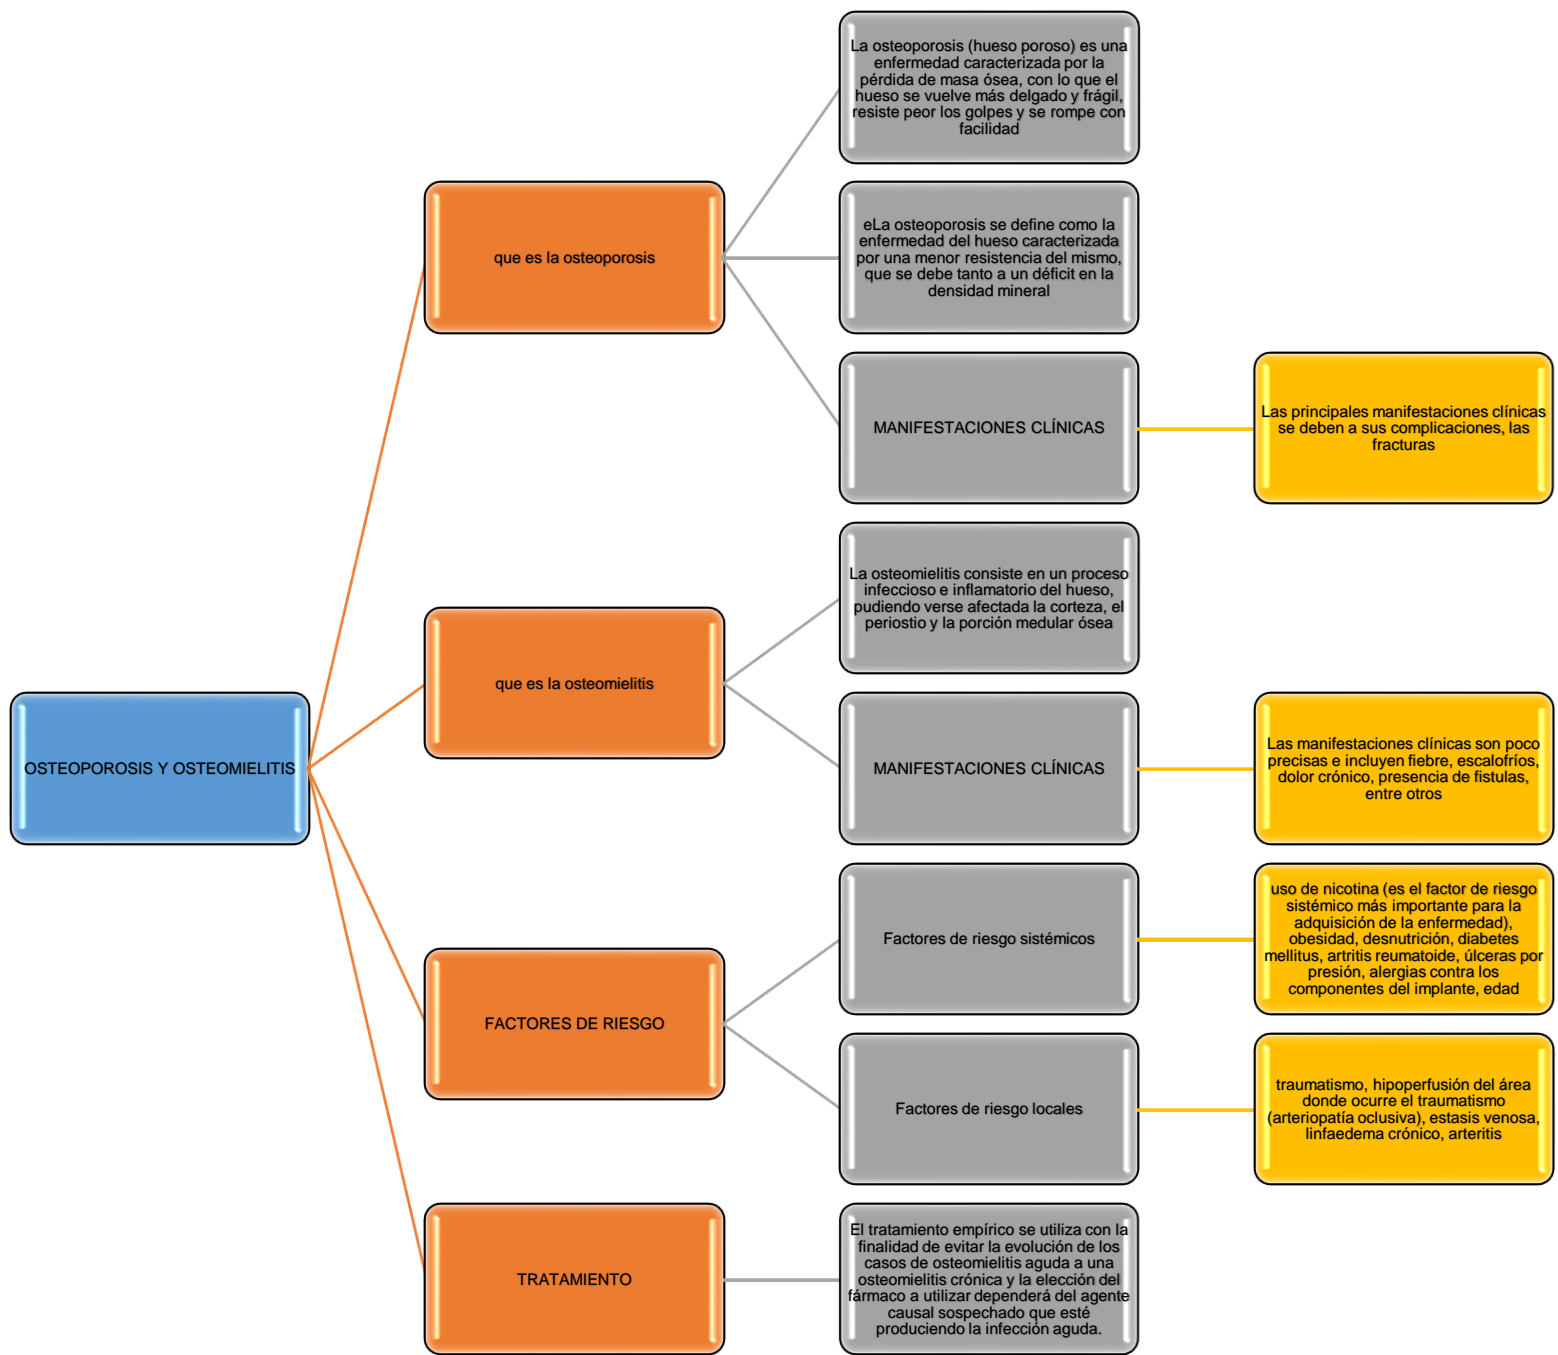 OSTEOPOROSIS Y OSTEOMIELITIS
que es la osteoporosis
La osteoporosis (hueso poroso) es una
enfermedad caracterizada por la
pérdida de masa ósea, con lo que el
hueso se vuelve más delgado y frágil,
resiste peor los golpes y se rompe con
facilidad
eLa osteoporosis se define como la
enfermedad del hueso caracterizada
por una menor resistencia del mismo,
que se debe tanto a un déficit en la
densidad mineral
MANIFESTACIONES CLÍNICAS
Las principales manifestaciones clínicas
se deben a sus complicaciones, las
fracturas
que es la osteomielitis
La osteomielitis consiste en un proceso
infeccioso e inflamatorio del hueso,
pudiendo verse afectada la corteza, el
periostio y la porción medular ósea
MANIFESTACIONES CLÍNICAS
Las manifestaciones clínicas son poco
precisas e incluyen fiebre, escalofríos,
dolor crónico, presencia de fistulas,
entre otros
FACTORES DE RIESGO
Factores de riesgo sistémicos
uso de nicotina (es el factor de riesgo
sistémico más importante para la
adquisición de la enfermedad),
obesidad, desnutrición, diabetes
mellitus, artritis reumatoide, úlceras por
presión, alergias contra los
componentes del implante, edad
Factores de riesgo locales
traumatismo, hipoperfusión del área
donde ocurre el traumatismo
(arteriopatía oclusiva), estasis venosa,
linfaedema crónico, arteritis
TRATAMIENTO
El tratamiento empírico se utiliza con la
finalidad de evitar la evolución de los
casos de osteomielitis aguda a una
osteomielitis crónica y la elección del
fármaco a utilizar dependerá del agente
causal sospechado que esté
produciendo la infección aguda.